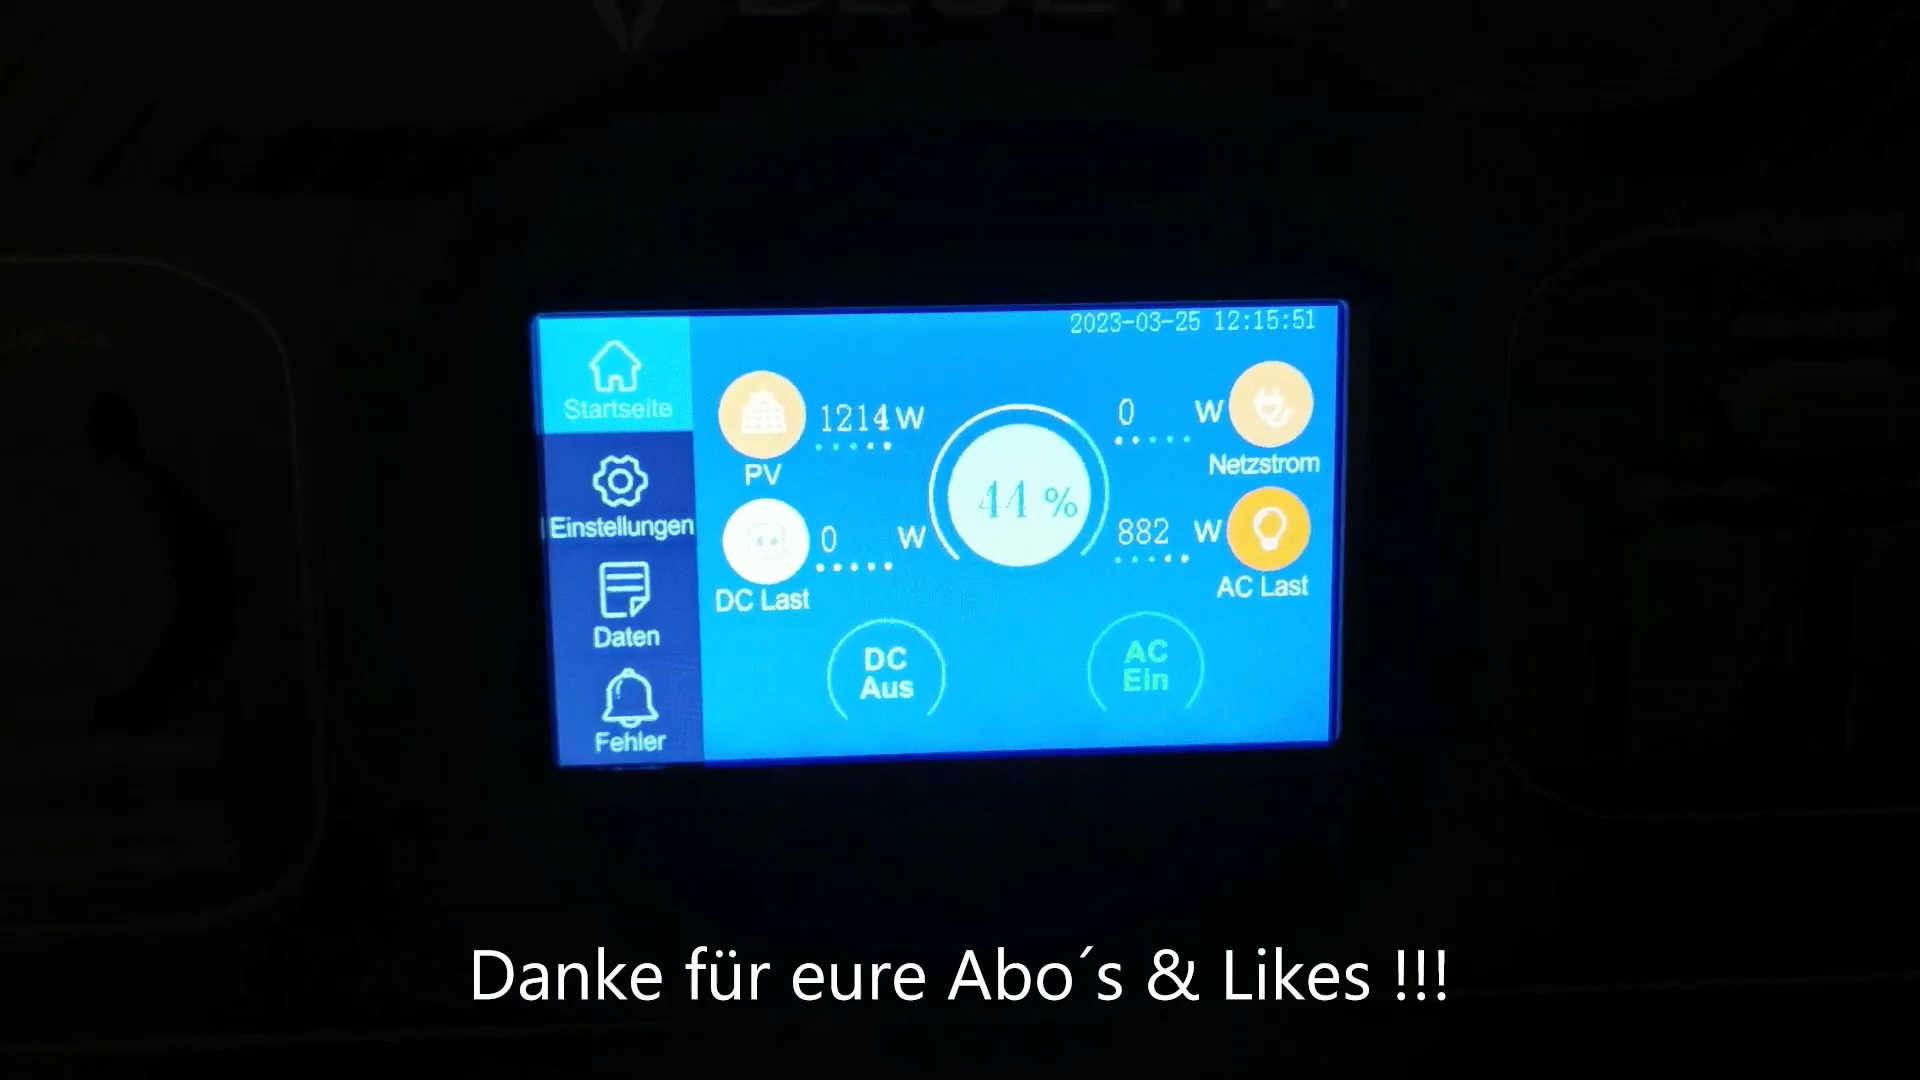 2023-03-25 12:15:51
Startseite
Einstellungen
Daten
Fehler
1214 W
PV
0 W
DC Last
44 %
0 W
Netzstrom
882 W
AC Last
DC
Aus
AC
Ein
Danke für eure Abo´s & Likes !!!